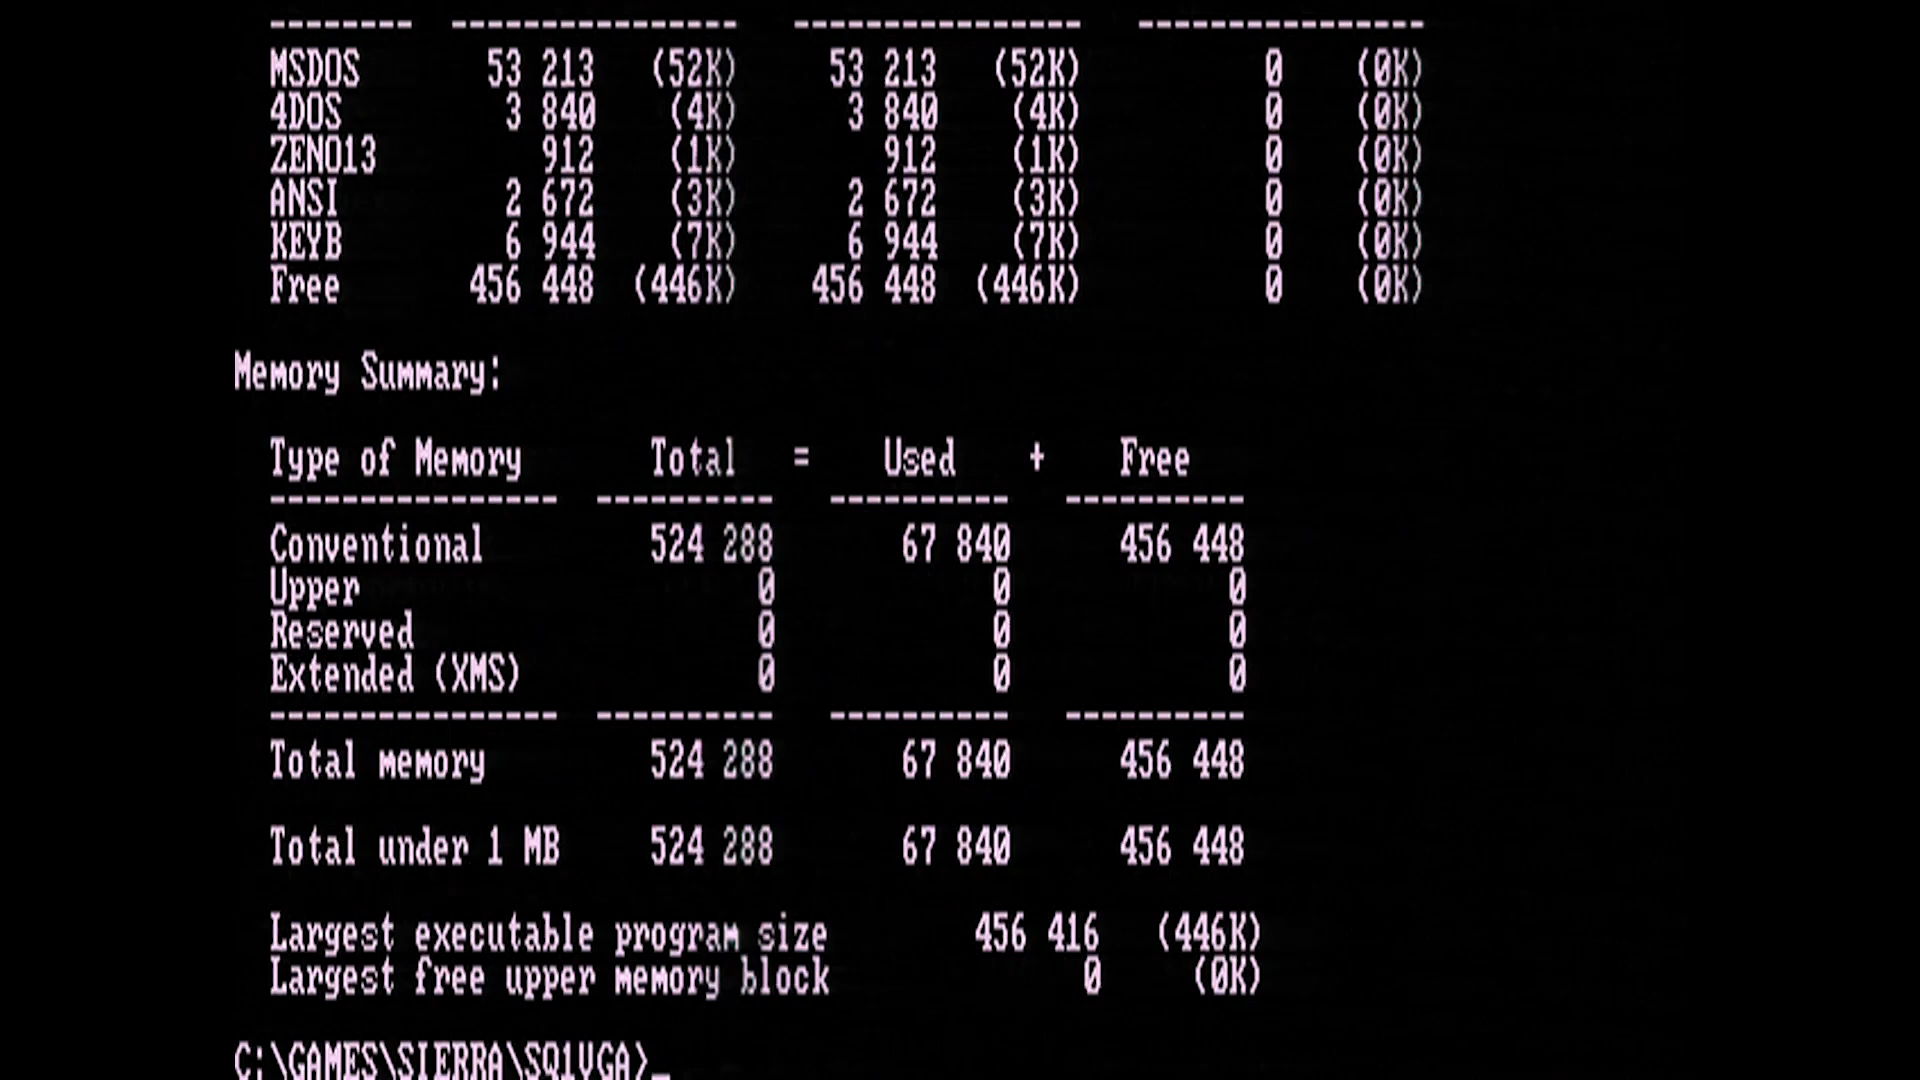 -------- ---------------- ---------------- ----------------
MSDOS 53 213 (52K) 53 213 (52K) 0 (0K)
4DOS 3 840 (4K) 3 840 (4K) 0 (0K)
ZENO13 912 (1K) 912 (1K) 0 (0K)
ANSI 2 672 (3K) 2 672 (3K) 0 (0K)
KEYB 6 944 (7K) 6 944 (7K) 0 (0K)
Free 456 448 (446K) 456 448 (446K) 0 (0K)
Memory Summary:
Type of Memory Total = Used + Free
---------------- ---------- ---------- ----------
Conventional 524 288 67 840 456 448
Upper 0 0 0
Reserved 0 0 0
Extended (XMS) 0 0 0
---------------- ---------- ---------- ----------
Total memory 524 288 67 840 456 448
Total under 1 MB 524 288 67 840 456 448
Largest executable program size 456 416 (446K)
Largest free upper memory block 0 (0K)
C:\GAMES\SIERRA\SQ1VGA>_